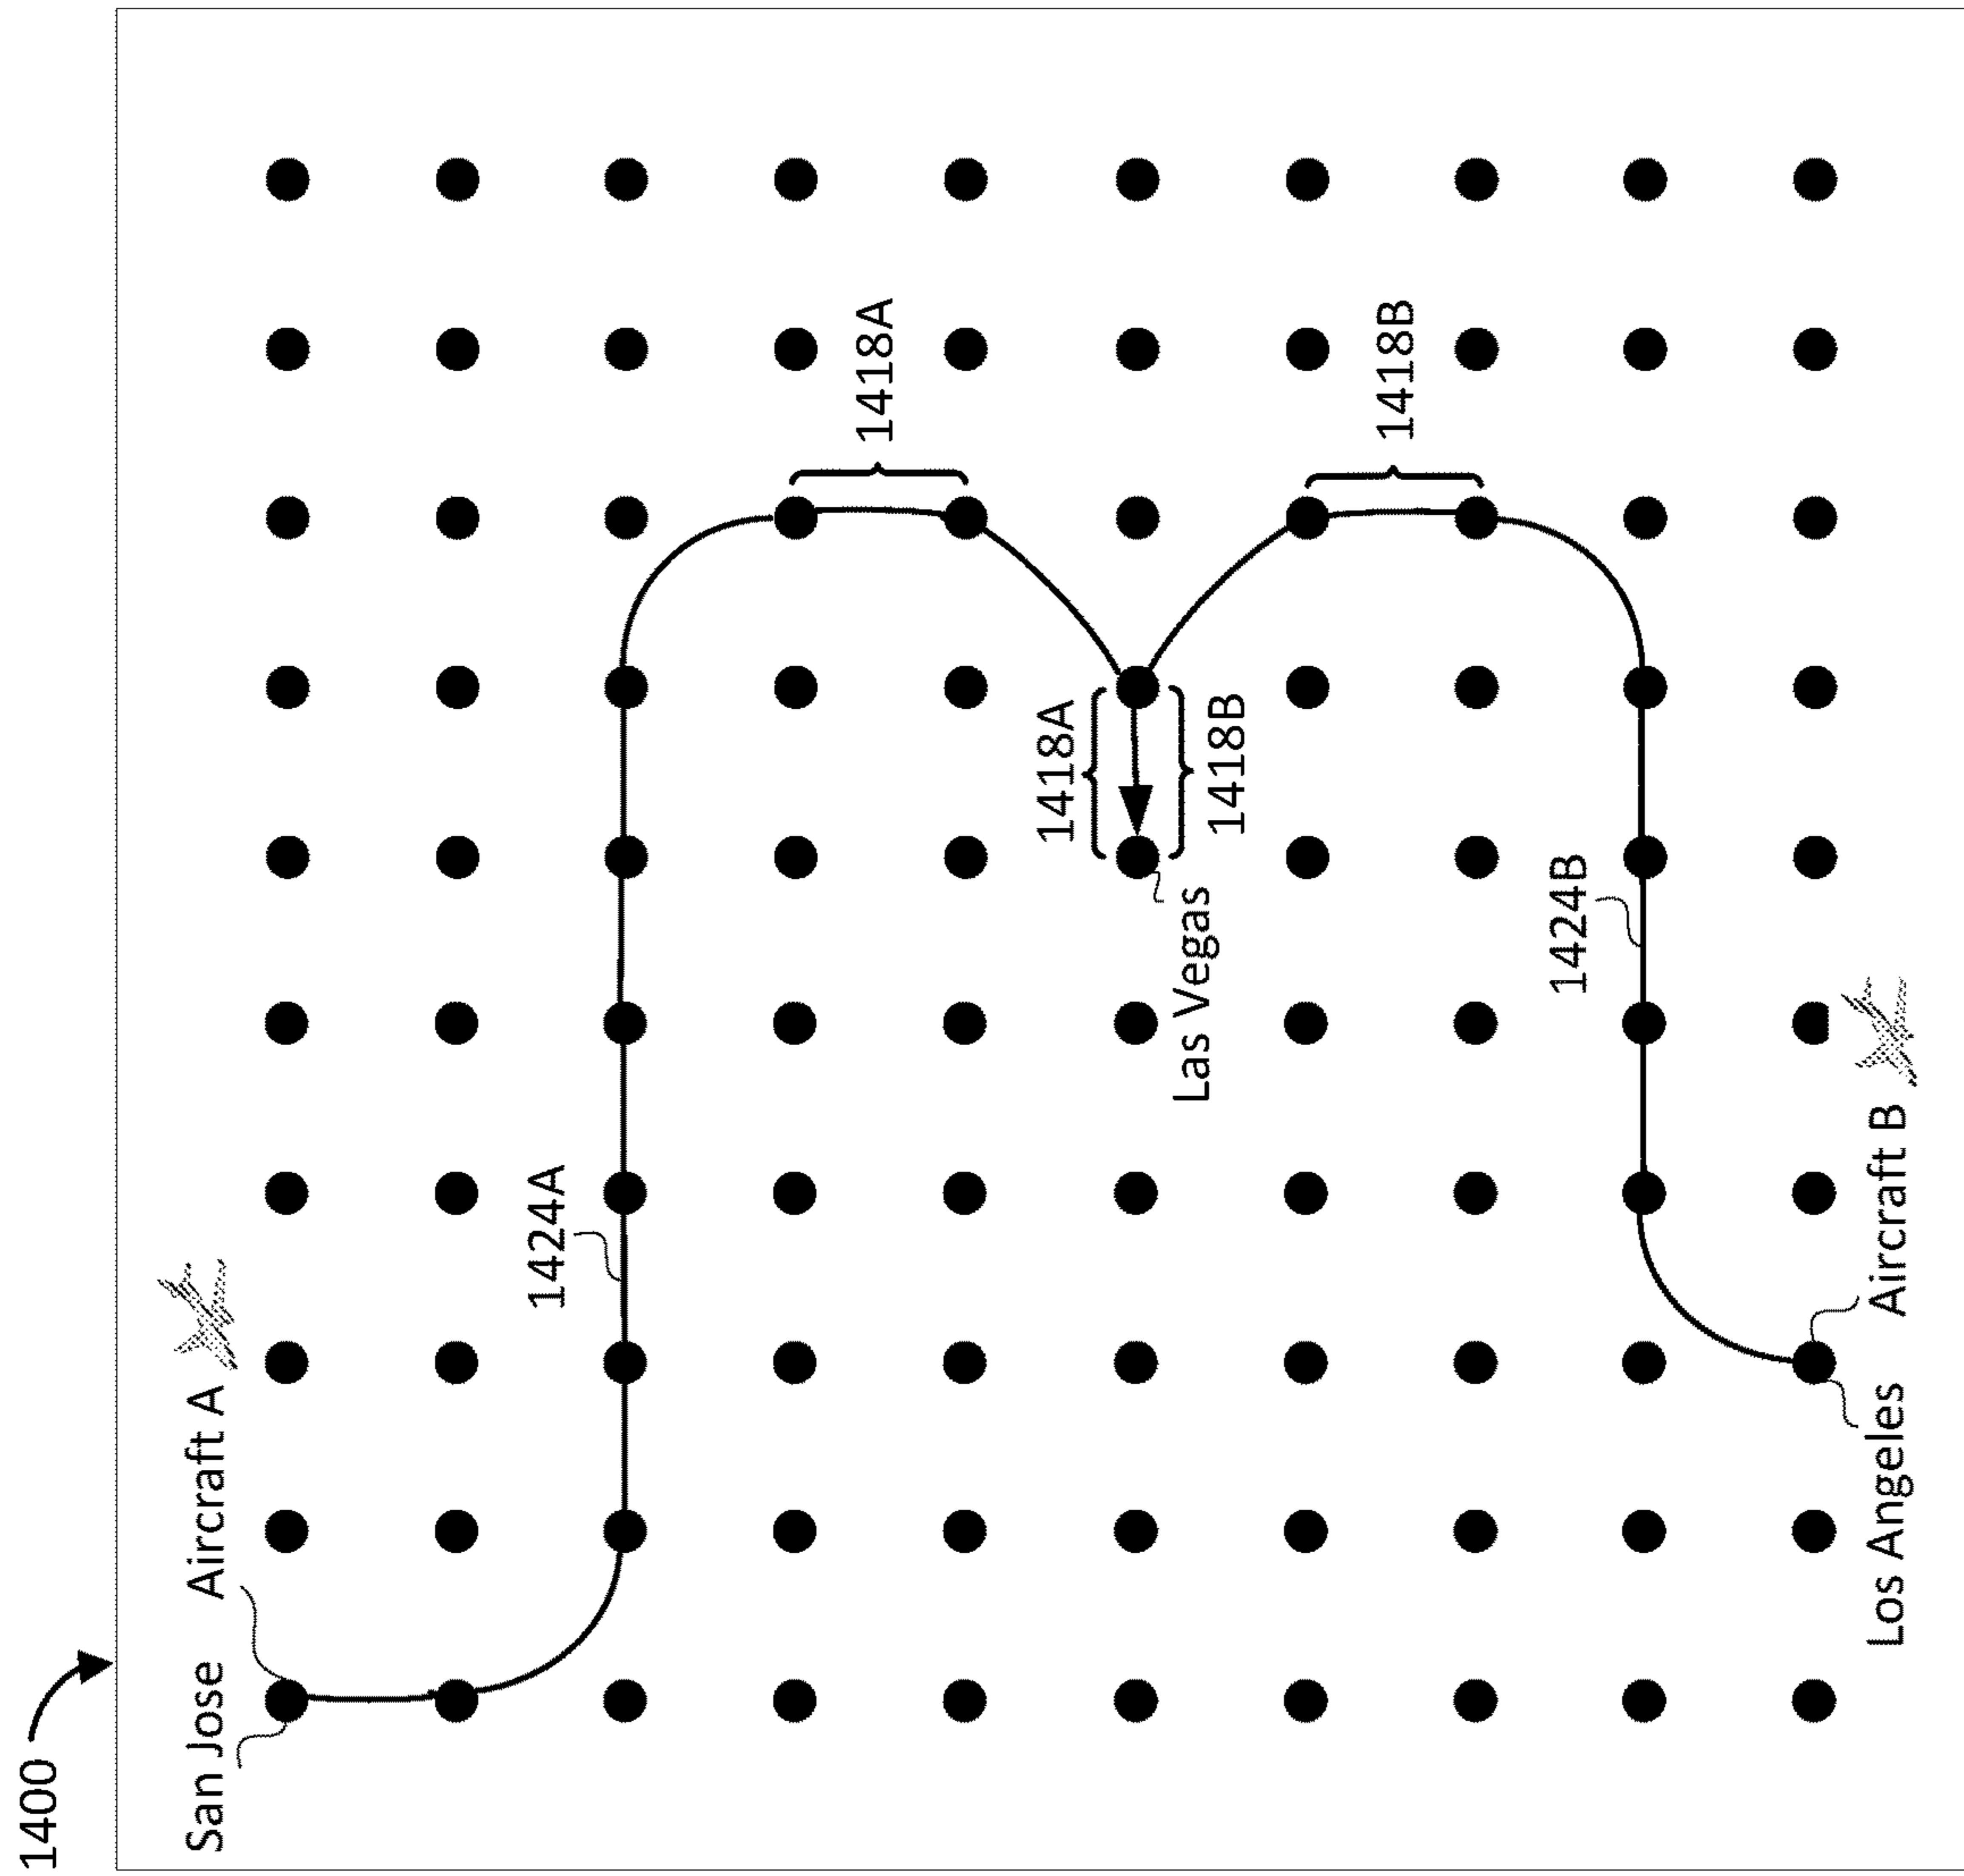 1400
San Jose
Aircraft A
1424A
1418A
1418A
1418B
Las Vegas
1418B
1424B
Los Angeles
Aircraft B